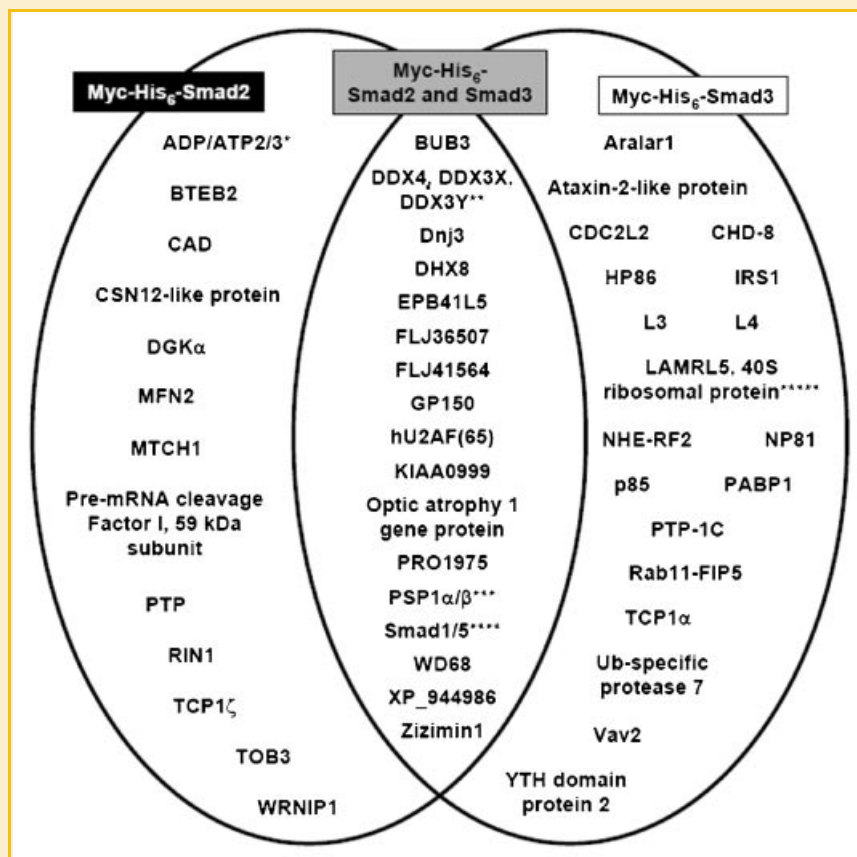 Myc-His6-Smad2
Myc-His6-
Smad2 and Smad3
Myc-His6-Smad3
ADP/ATP2/3*
BTEB2
CAD
CSN12-like protein
DGKα
MFN2
MTCH1
Pre-mRNA cleavage
Factor I, 59 kDa
subunit
PTP
RIN1
TCP1ζ
TOB3
WRNIP1
BUB3
DDX4, DDX3X,
DDX3Y**
Dnj3
DHX8
EPB41L5
FLJ36507
FLJ41564
GP150
hU2AF(65)
KIAA0999
Optic atrophy 1
gene protein
PRO1975
PSP1α/β***
Smad1/5****
WD68
XP_944986
Zizimin1
Aralar1
Ataxin-2-like protein
CDC2L2 CHD-8
HP86 IRS1
L3 L4
LAMRL5, 40S
ribosomal protein*****
NHE-RF2 NP81
p85 PABP1
PTP-1C
Rab11-FIP5
TCP1α
Ub-specific
protease 7
Vav2
YTH domain
protein 2